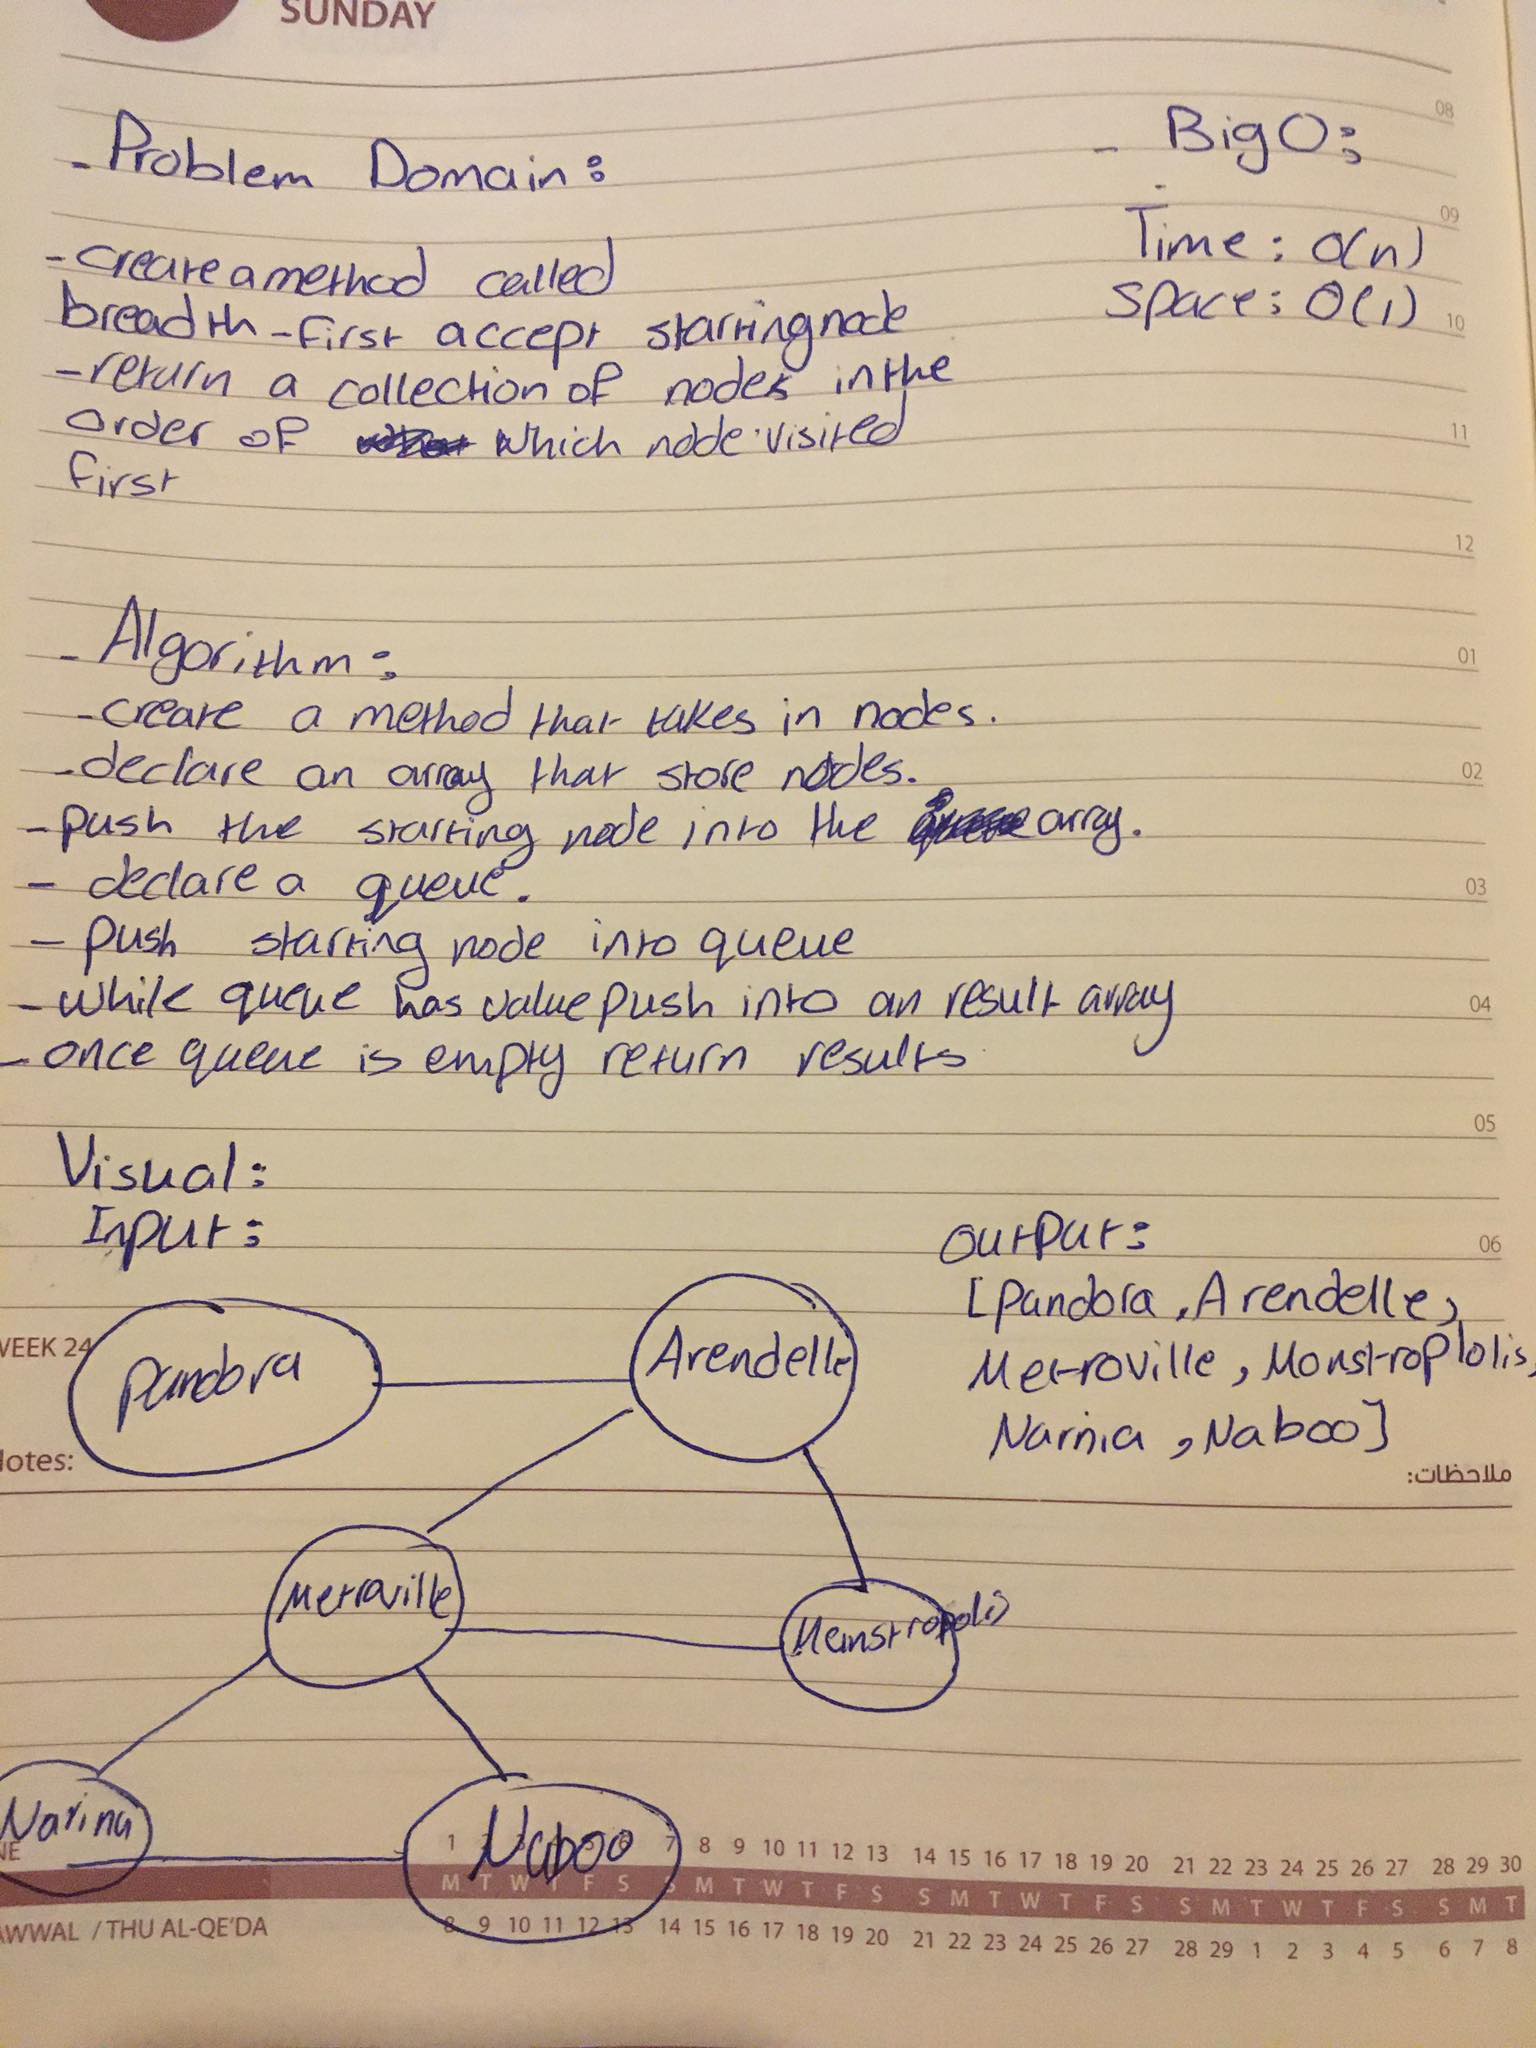 SUNDAY
- Problem Domain:
- create a method called
breadth-first accept starting node
- return a collection of nodes in the
order of which node visited
first
- Big O:
Time: O(n)
Space: O(1)
08
09
10
11
12
01
02
03
04
05
06
- Algorithm:
- create a method that takes in nodes.
- declare an array that store nodes.
- push the starting node into the array.
- declare a queue.
- push starting node into queue
- while queue has value push into an result array
- once queue is empty return results
Visual:
Input:
Output:
[Pandora, Arendelle,
Metroville, Monstroplolis,
Narnia, Naboo]
WEEK 24
Pandora
Arendelle
Notes:
ملاحظات:
Metroville
Monstropolis
Narina
Naboo
NE
1 2 3 4 5 6 7 8 9 10 11 12 13 14 15 16 17 18 19 20 21 22 23 24 25 26 27 28 29 30
M T W T F S S M T W T F S S M T W T F S S M T W T F S S M T
AWWAL / THU AL-QE'DA
8 9 10 11 12 13 14 15 16 17 18 19 20 21 22 23 24 25 26 27 28 29 1 2 3 4 5 6 7 8